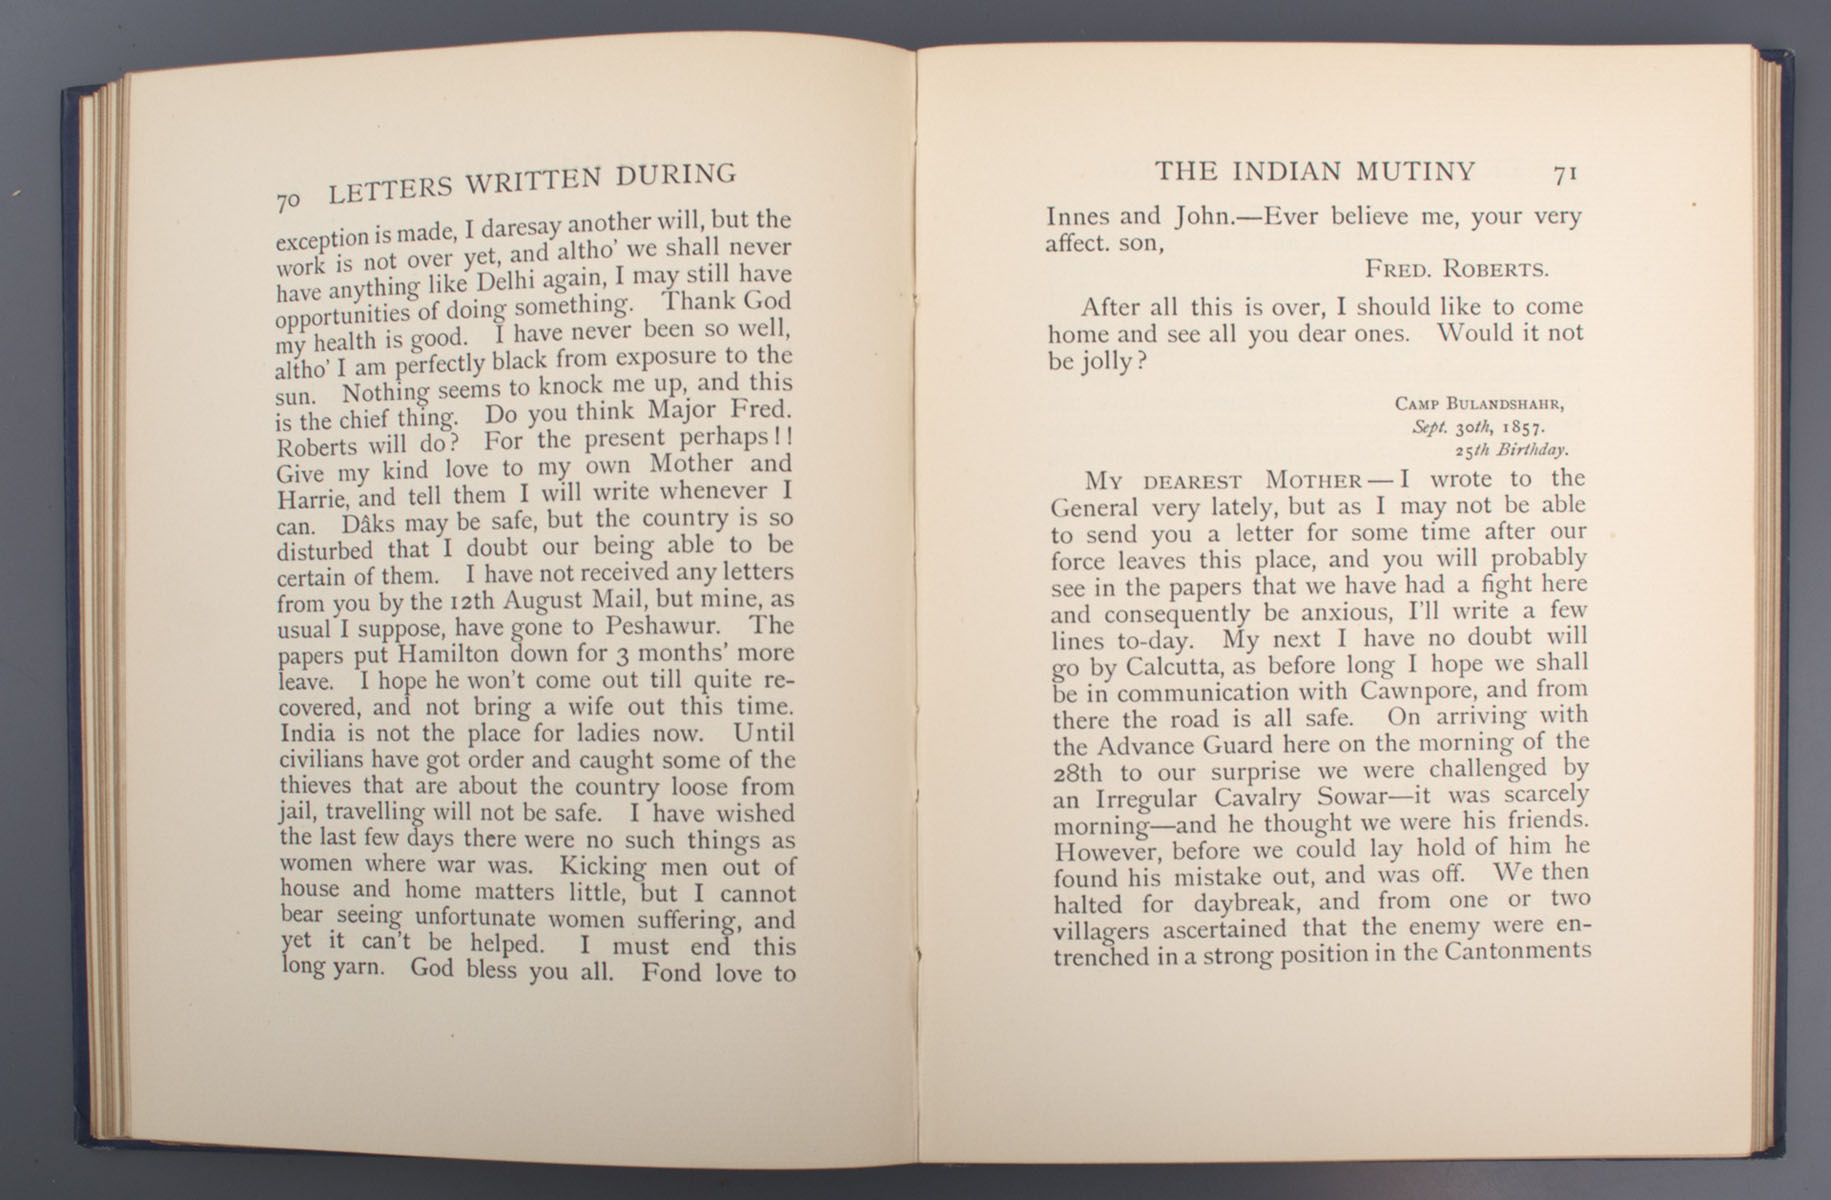 70 LETTERS WRITTEN DURING
exception is made, I daresay another will, but the
work is not over yet, and altho' we shall never
have anything like Delhi again, I may still have
opportunities of doing something. Thank God
my health is good. I have never been so well,
altho' I am perfectly black from exposure to the
sun. Nothing seems to knock me up, and this
is the chief thing. Do you think Major Fred.
Roberts will do? For the present perhaps!!
Give my kind love to my own Mother and
Harrie, and tell them I will write whenever I
can. Dâks may be safe, but the country is so
disturbed that I doubt our being able to be
certain of them. I have not received any letters
from you by the 12th August Mail, but mine, as
usual I suppose, have gone to Peshawur. The
papers put Hamilton down for 3 months' more
leave. I hope he won't come out till quite re-
covered, and not bring a wife out this time.
India is not the place for ladies now. Until
civilians have got order and caught some of the
thieves that are about the country loose from
jail, travelling will not be safe. I have wished
the last few days there were no such things as
women where war was. Kicking men out of
house and home matters little, but I cannot
bear seeing unfortunate women suffering, and
yet it can't be helped. I must end this
long yarn. God bless you all. Fond love to
THE INDIAN MUTINY 71
Innes and John.—Ever believe me, your very
affect. son,
FRED. ROBERTS.
After all this is over, I should like to come
home and see all you dear ones. Would it not
be jolly?
CAMP BULANDSHAHR,
Sept. 30th, 1857.
25th Birthday.
MY DEAREST MOTHER—I wrote to the
General very lately, but as I may not be able
to send you a letter for some time after our
force leaves this place, and you will probably
see in the papers that we have had a fight here
and consequently be anxious, I'll write a few
lines to-day. My next I have no doubt will
go by Calcutta, as before long I hope we shall
be in communication with Cawnpore, and from
there the road is all safe. On arriving with
the Advance Guard here on the morning of the
28th to our surprise we were challenged by
an Irregular Cavalry Sowar—it was scarcely
morning—and he thought we were his friends.
However, before we could lay hold of him he
found his mistake out, and was off. We then
halted for daybreak, and from one or two
villagers ascertained that the enemy were en-
trenched in a strong position in the Cantonments